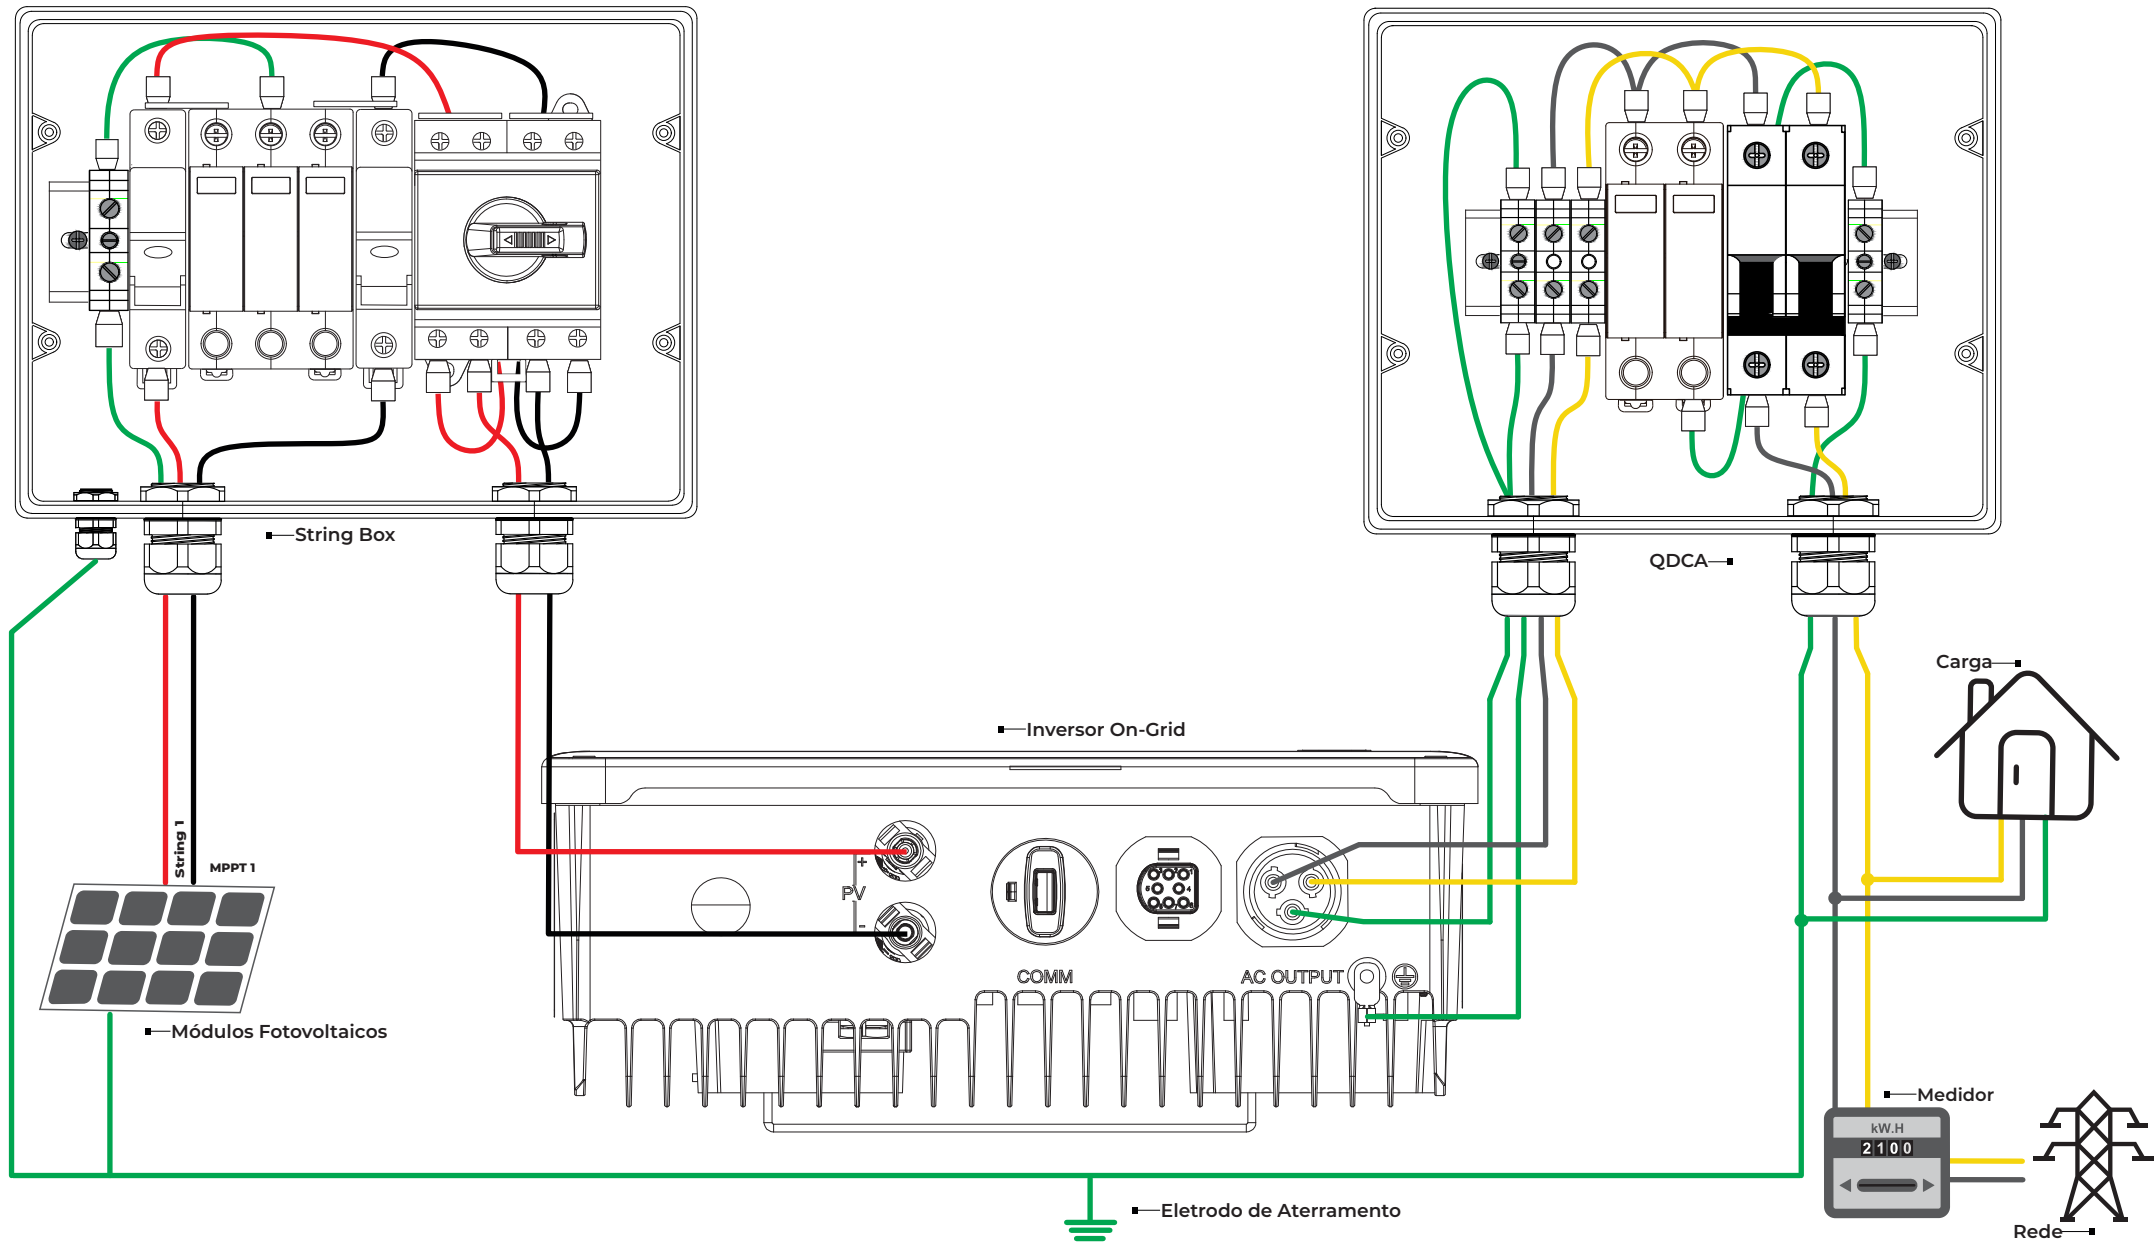 String Box
QDCA
Carga
Inversor On-Grid
String 1
MPPT 1
+
PV
-
COMM
AC OUTPUT
Módulos Fotovoltaicos
Medidor
kW.H
2100
Eletrodo de Aterramento
Rede